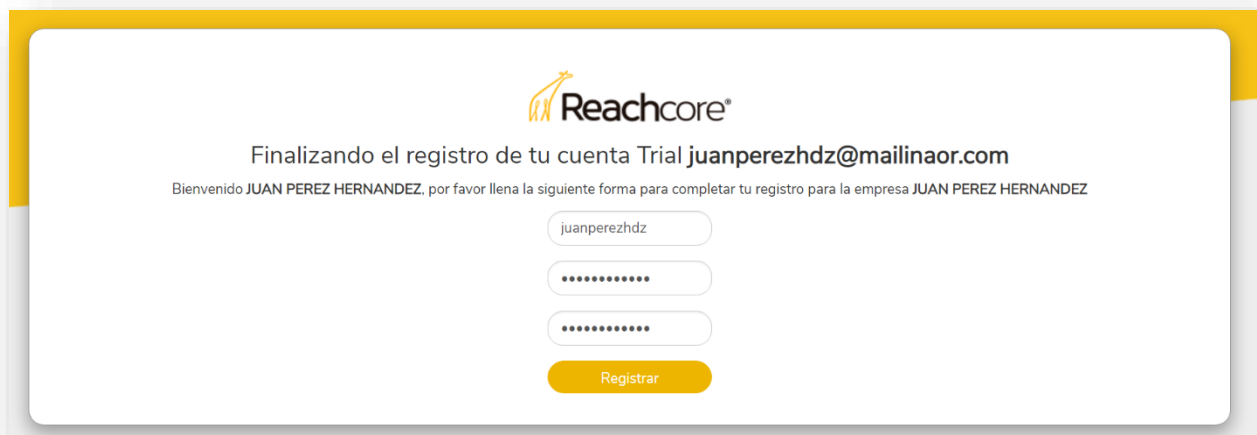 Reachcore®
Finalizando el registro de tu cuenta Trial juanperezhdz@mailinaor.com
Bienvenido JUAN PEREZ HERNANDEZ, por favor llena la siguiente forma para completar tu registro para la empresa JUAN PEREZ HERNANDEZ
juanperezhdz
••••••••••••
••••••••••••
Registrar